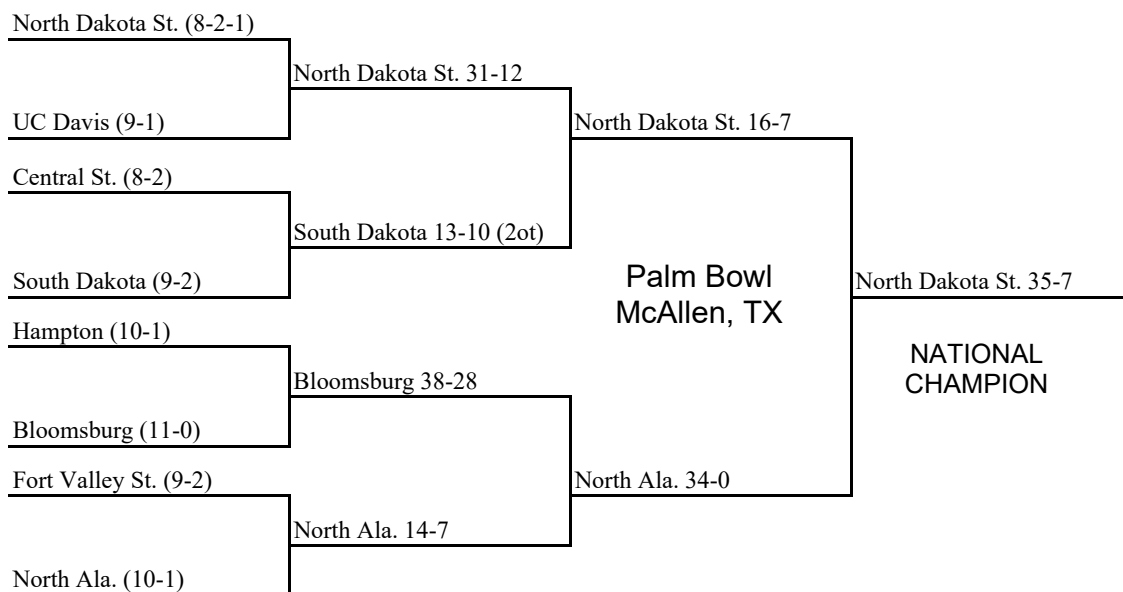 North Dakota St. (8-2-1)
North Dakota St. 31-12
UC Davis (9-1)
North Dakota St. 16-7
Central St. (8-2)
South Dakota 13-10 (2ot)
South Dakota (9-2)
Palm Bowl
McAllen, TX
North Dakota St. 35-7
Hampton (10-1)
NATIONAL
CHAMPION
Bloomsburg 38-28
Bloomsburg (11-0)
Fort Valley St. (9-2)
North Ala. 34-0
North Ala. 14-7
North Ala. (10-1)